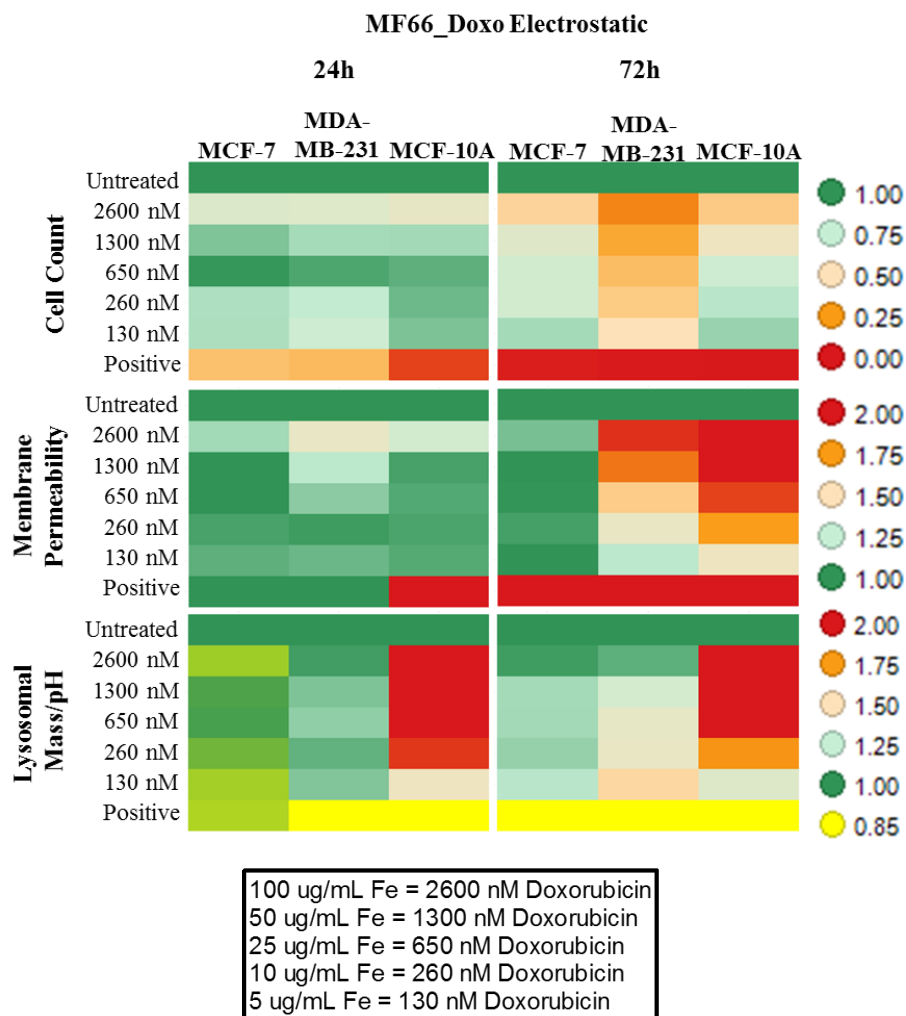 MF66_Doxo Electrostatic
24h 72h
MCF-7 MDA-MB-231 MCF-10A MCF-7 MDA-MB-231 MCF-10A
Cell Count
Untreated
2600 nM
1300 nM
650 nM
260 nM
130 nM
Positive
1.00
0.75
0.50
0.25
0.00
Membrane Permeability
Untreated
2600 nM
1300 nM
650 nM
260 nM
130 nM
Positive
2.00
1.75
1.50
1.25
1.00
Lysosomal Mass/pH
Untreated
2600 nM
1300 nM
650 nM
260 nM
130 nM
Positive
2.00
1.75
1.50
1.25
1.00
0.85
100 ug/mL Fe = 2600 nM Doxorubicin
50 ug/mL Fe = 1300 nM Doxorubicin
25 ug/mL Fe = 650 nM Doxorubicin
10 ug/mL Fe = 260 nM Doxorubicin
5 ug/mL Fe = 130 nM Doxorubicin